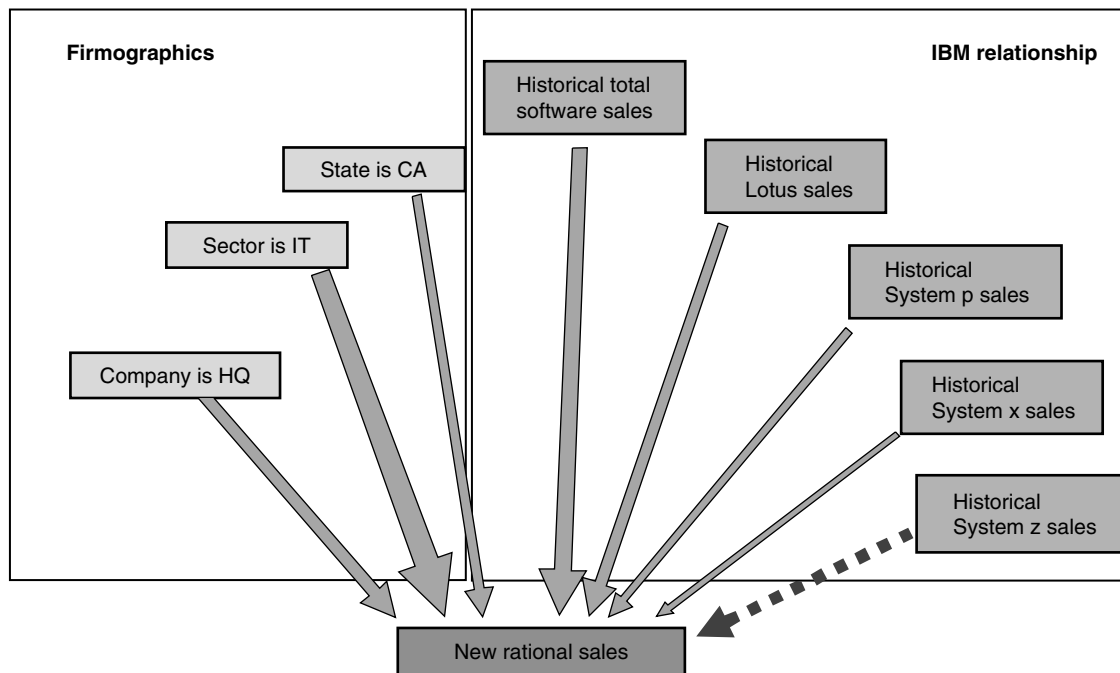 Firmographics
IBM relationship
Historical total
software sales
State is CA
Historical
Lotus sales
Sector is IT
Historical
System p sales
Company is HQ
Historical
System x sales
Historical
System z sales
New rational sales